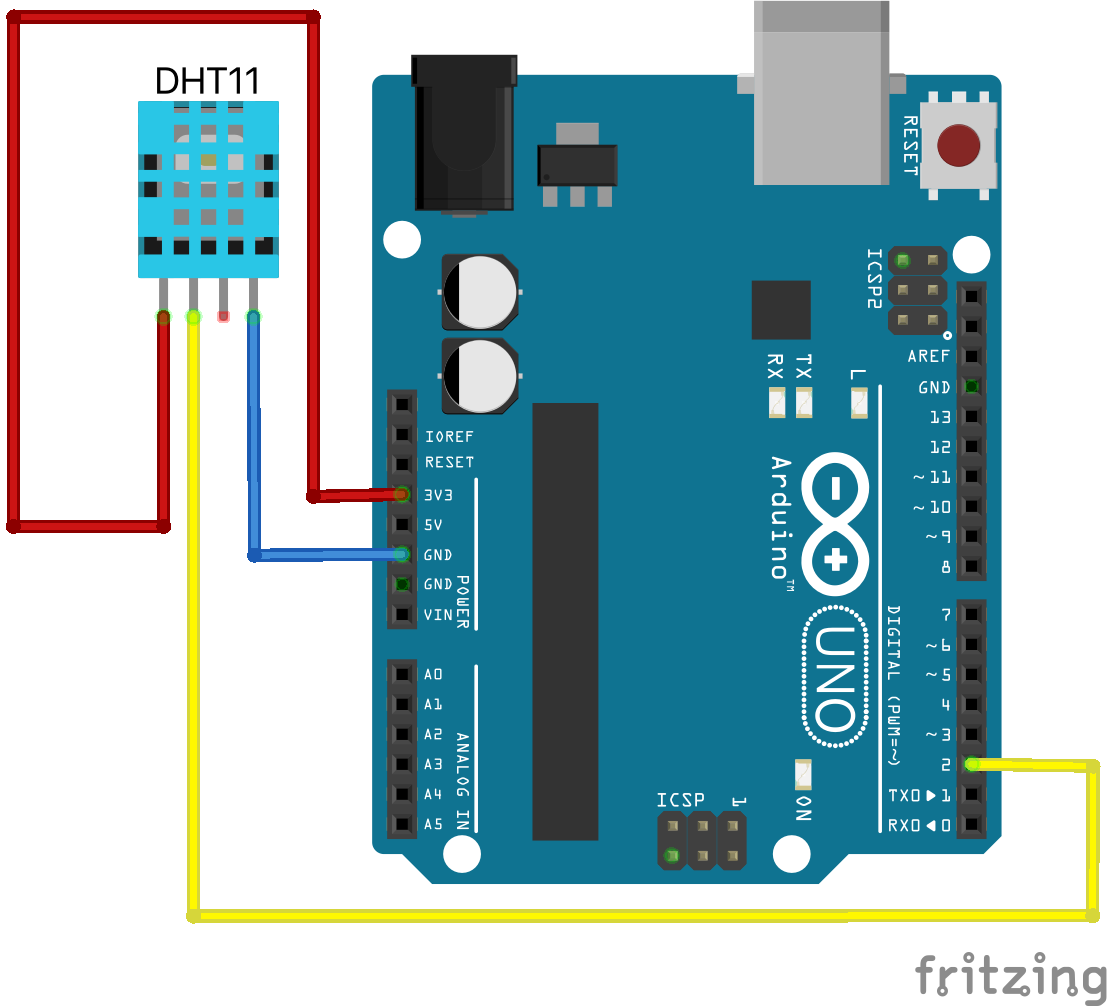 DHT11
RESET
ICSP2
IOREF
RESET
3V3
5V
GND
GND
VIN
POWER
A0
A1
A2
A3
A4
A5
ANALOG IN
RX
TX
L
Arduino™
UNO
AREF
GND
13
12
~11
~10
~9
8
7
~6
~5
4
~3
2
TX0▶1
RX0◀0
DIGITAL (PWM=~)
ICSP
1
ON
fritzing